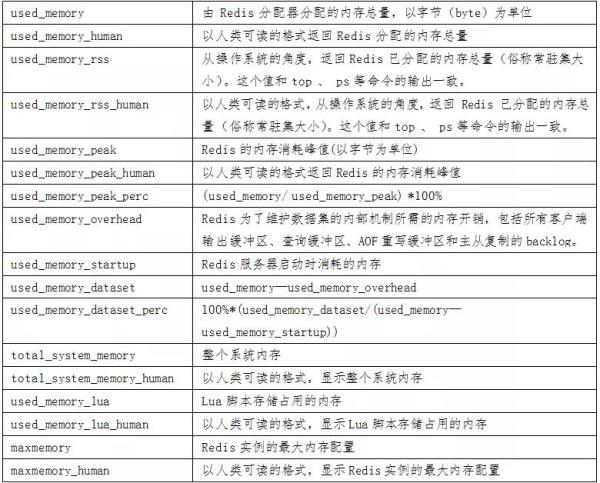 used_memory 由 Redis 分配器分配的内存总量，以字节（byte）为单位
used_memory_human 以人类可读的格式返回 Redis 分配的内存总量
used_memory_rss 从操作系统的角度，返回 Redis 已分配的内存总量（俗称常驻集大
小）。这个值和 top 、 ps 等命令的输出一致。
used_memory_rss_human 以人类可读的格式，从操作系统的角度，返回 Redis 已分配的内存总
量（俗称常驻集大小）。这个值和 top 、 ps 等命令的输出一致。
used_memory_peak Redis 的内存消耗峰值(以字节为单位)
used_memory_peak_human 以人类可读的格式返回 Redis 的内存消耗峰值
used_memory_peak_perc (used_memory/ used_memory_peak) *100%
used_memory_overhead Redis 为了维护数据集的内部机制所需的内存开销，包括所有客户端
输出缓冲区、查询缓冲区、AOF 重写缓冲区和主从复制的 backlog。
used_memory_startup Redis 服务器启动时消耗的内存
used_memory_dataset used_memory—used_memory_overhead
used_memory_dataset_perc 100%*(used_memory_dataset/(used_memory—
used_memory_startup))
total_system_memory 整个系统内存
total_system_memory_human 以人类可读的格式，显示整个系统内存
used_memory_lua Lua 脚本存储占用的内存
used_memory_lua_human 以人类可读的格式，显示 Lua 脚本存储占用的内存
maxmemory Redis 实例的最大内存配置
maxmemory_human 以人类可读的格式，显示 Redis 实例的最大内存配置